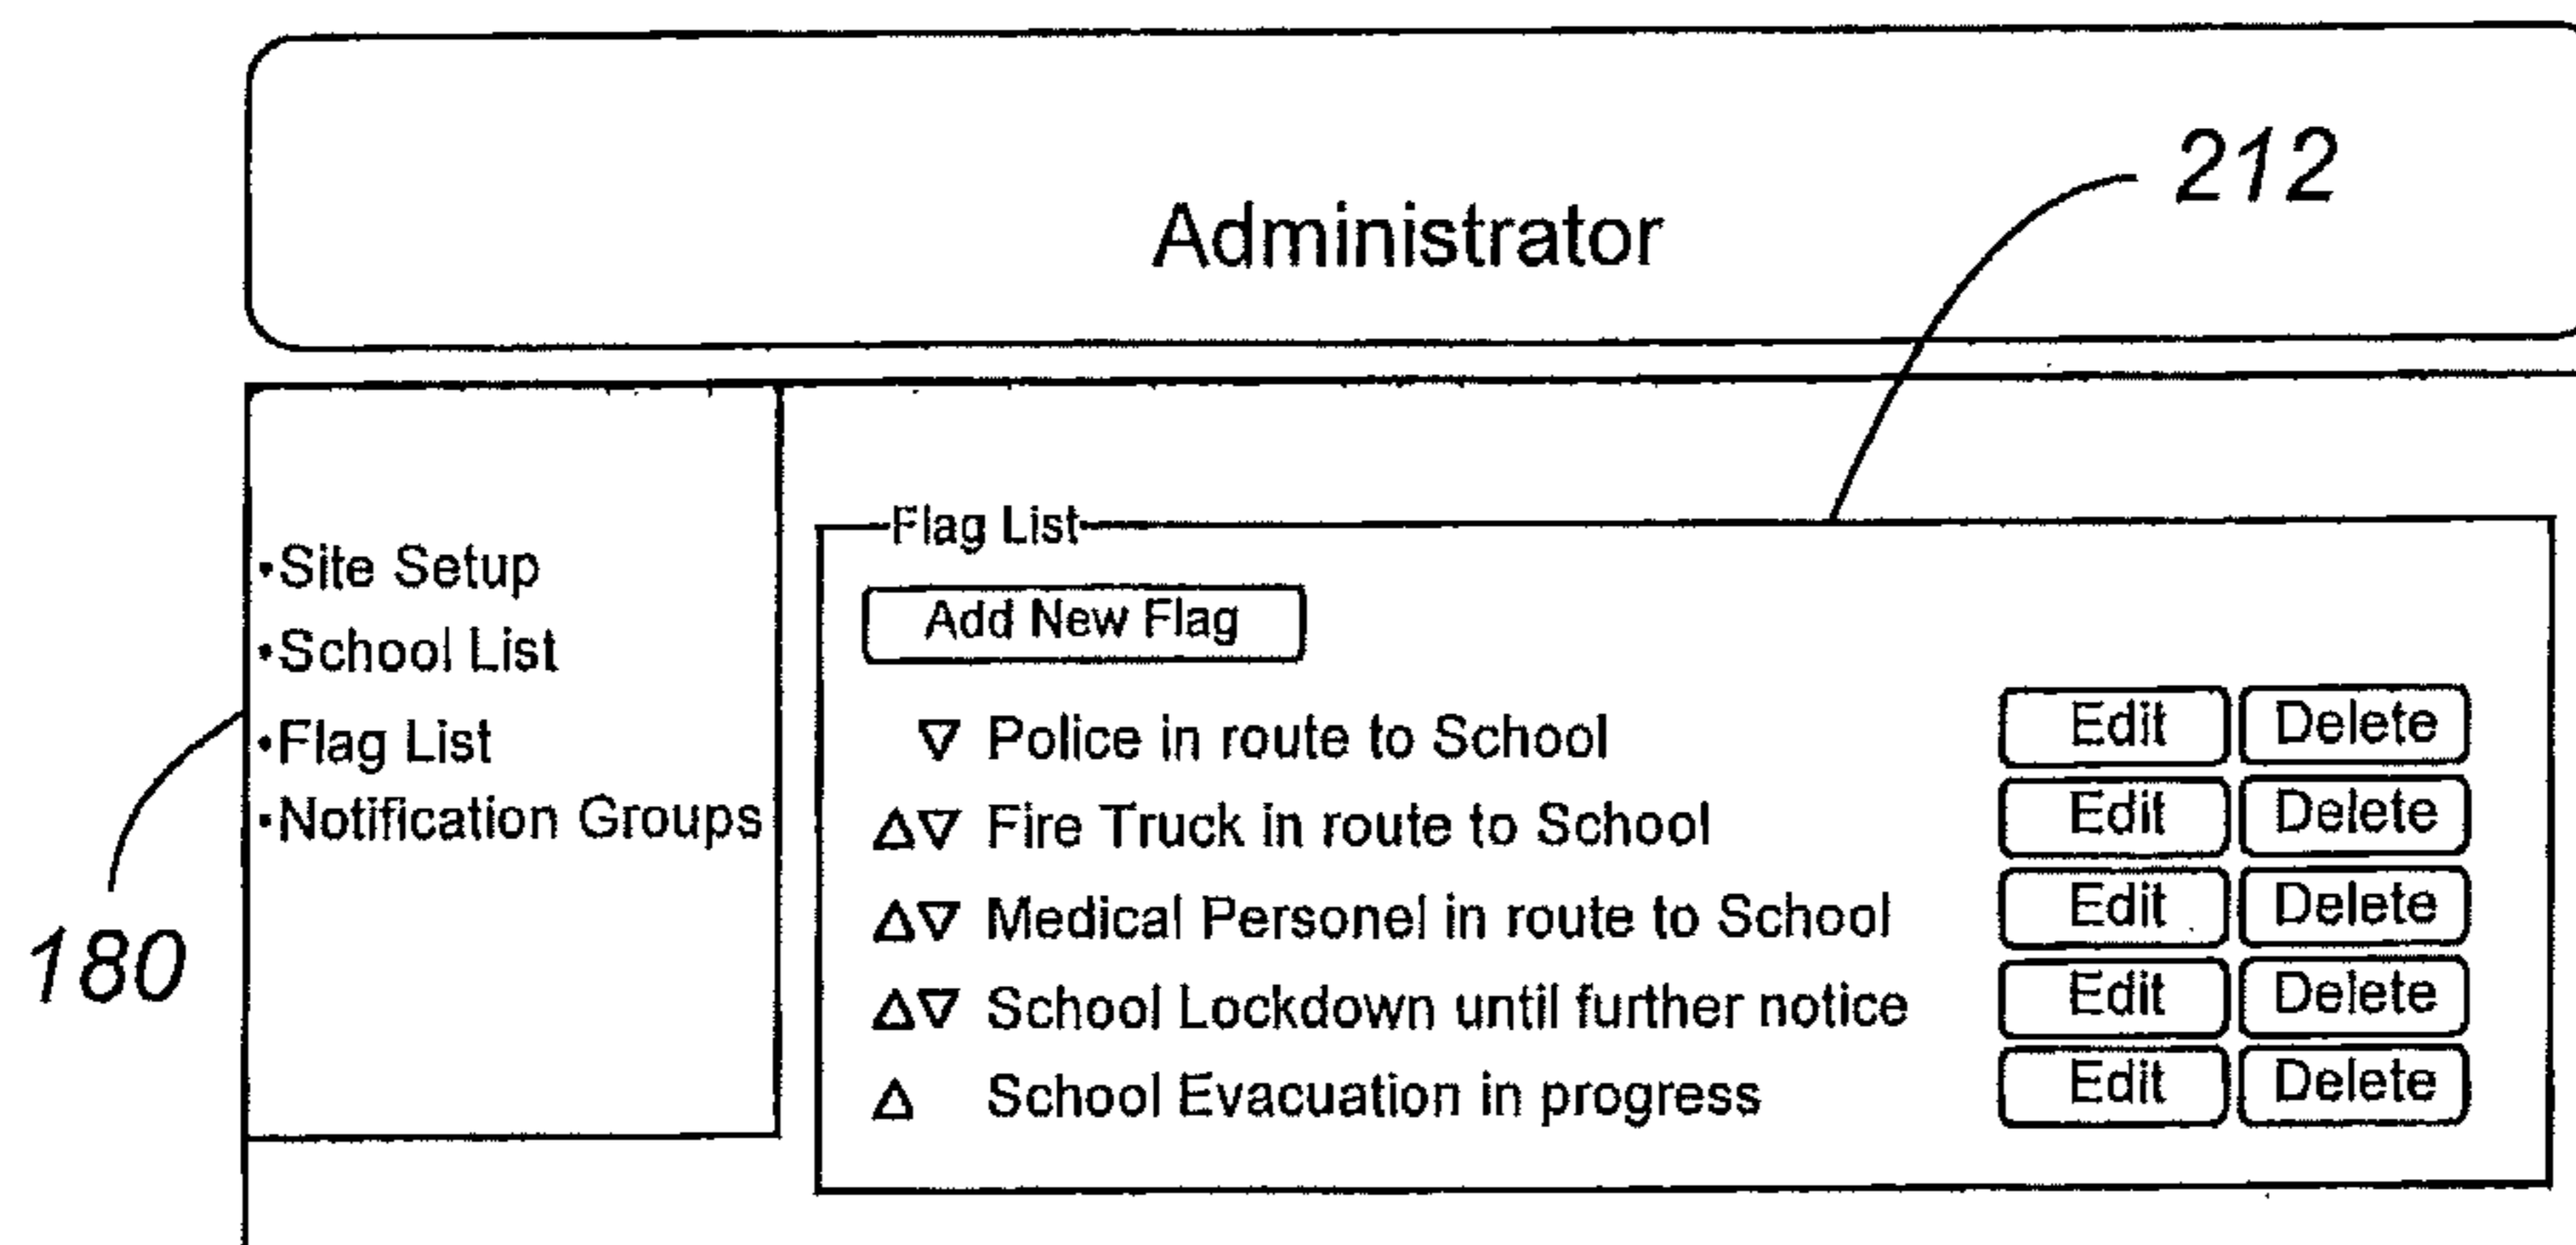 Administrator
212
•Site Setup
•School List
•Flag List
•Notification Groups
180
Flag List
Add New Flag
▽ Police in route to School Edit Delete
△▽ Fire Truck in route to School Edit Delete
△▽ Medical Personel in route to School Edit Delete
△▽ School Lockdown until further notice Edit Delete
△ School Evacuation in progress Edit Delete